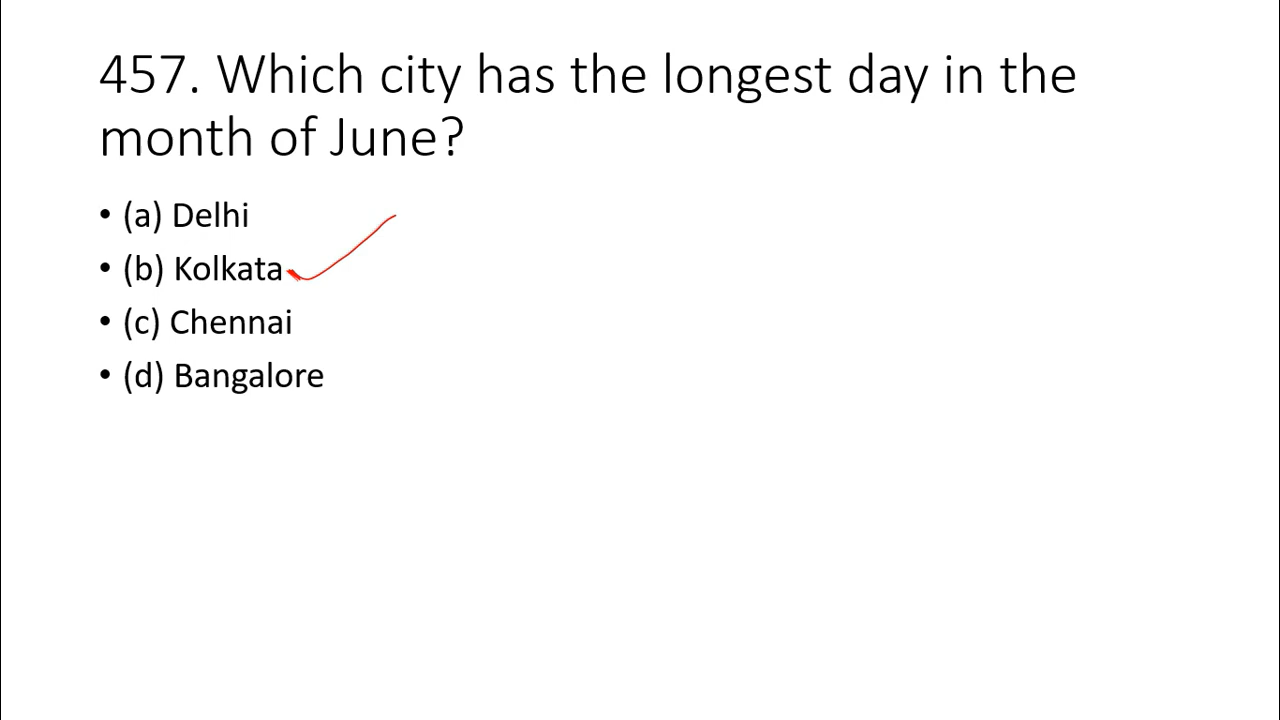 457. Which city has the longest day in the
month of June?
• (a) Delhi
• (b) Kolkata
• (c) Chennai
• (d) Bangalore